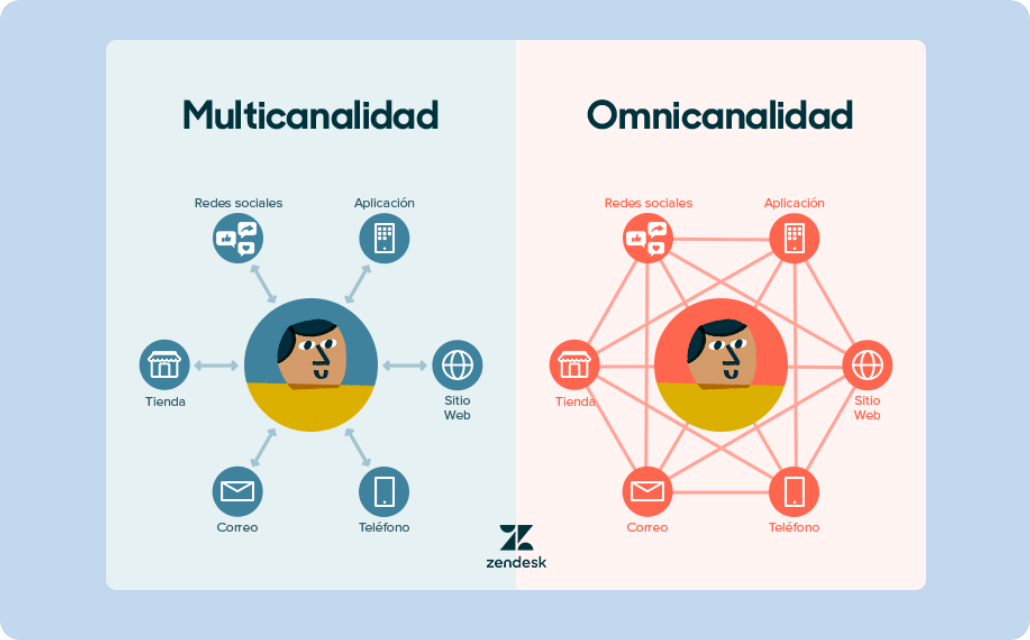 Multicanalidad
Redes sociales
Aplicación
Tienda
Sitio
Web
Correo
Teléfono
Omnicanalidad
Redes sociales
Aplicación
Tienda
Sitio
Web
Correo
Teléfono
zendesk